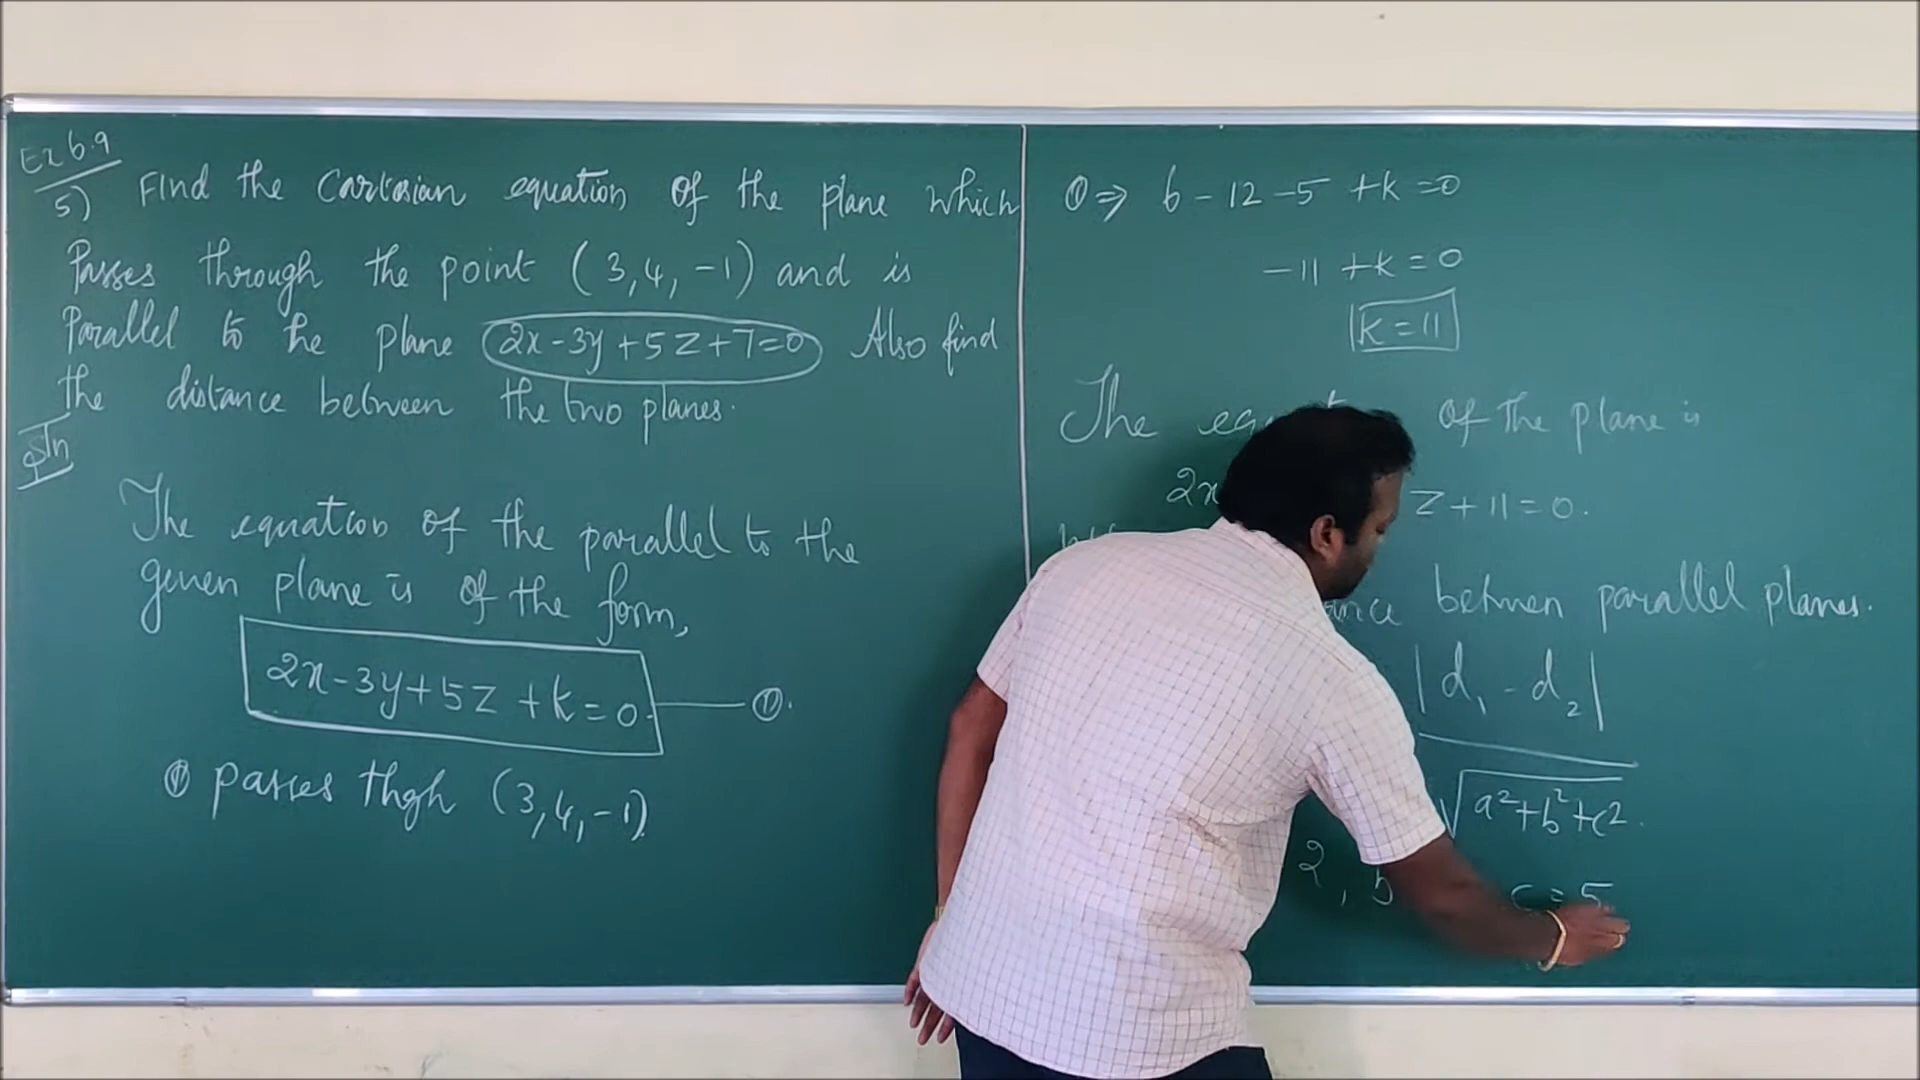 Ex 6.9
5) Find the Cartesian equation of the plane which
Passes through the point (3,4,-1) and is
Parallel to the plane 2x-3y+5z+7=0 Also find
the distance between the two planes.
Soln
The equation of the parallel to the
given plane is of the form,
2x-3y+5z+k=0. — ①.
① passes thgh (3,4,-1).
①⇒ 6-12-5+k=0
-11+k=0
k=11
The of the plane is
2x z+11=0.
between parallel planes.
|d₁-d₂|
√a²+b²+c².
2, b c=5